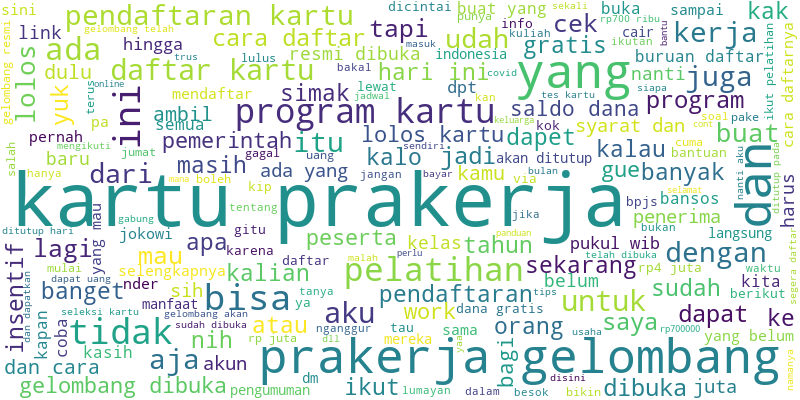 sini
pendaftaran kartu
tapi
dicintai
buat yang
punya
info
buka
rp700 ribu
sampai
kak
gelombang telah
kuliah
sekali
bantu
cara daftar
link
hingga
cek
cair
ikutan
kerja
gelombang resmi
lolos
ada
trus
lulus
resmi dibuka
udah
gratis
indonesia
masuk
buruan daftar
cara daftarnya
dulu
daftar kartu
bakal
hari ini
lewat
jadwal
covid
yang
nanti
juga
ikut pelatihan
yuk
terus
online
mendaftar
simak
dpt
kan
tes kartu
siapa
program
ini
ambil
program kartu
saldo dana
soal
pake
cont
pa
semua
keluarga
syarat dan
buat
pernah
pemerintah
itu
lolos kartu
dapet
kok
cuma
bantuan
salah
mengikuti
baru
jumat
gagal
uang
sendiri
akan ditutup
kalau
dan
dari
masih
ada yang
kalo
jadi
bulan
gue
banyak
nanti aku
ditutup pada
hanya
mama
boleh
kip
jangan
bayar
kamu
via
bpjs
bansos
selamat
harus
kartu prakerja
ditutup hari
gabung
tentang
jika
penerima
jokowi
gitu
peserta
panduan
bukan
langsung
lagi
yang mau
apa
karena
perlu
kelas
tahun
pukul wib
telah dibuka
kita
segera daftar
insentif
dan dapatkan
mulai
mau
selengkapnya
daftar
malah
pelatihan
sekarang
rp4 juta
waktu
dapat uang
nder
kalian
tanya
belum
berikut
banget
manfaat
sih
bisa
ya
dana gratis
pendaftaran
tips
untuk
sudah
dengan
seleksi kartu
gelombang akan
aku
work
orang
saya
dapat
ke
kapan
coba
tidak
sudah dibuka
atau
nganggur
tau
sama
usaha
rp700000
yang belum
kasih
nih
rp juta
dll
mereka
yaa
bagi
dan cara
aja
akun
prakerja gelombang
namanya
gelombang dibuka
pengumuman
dm
ikut
lumayan
dalam
besok
disini
bikin
dibuka
juta